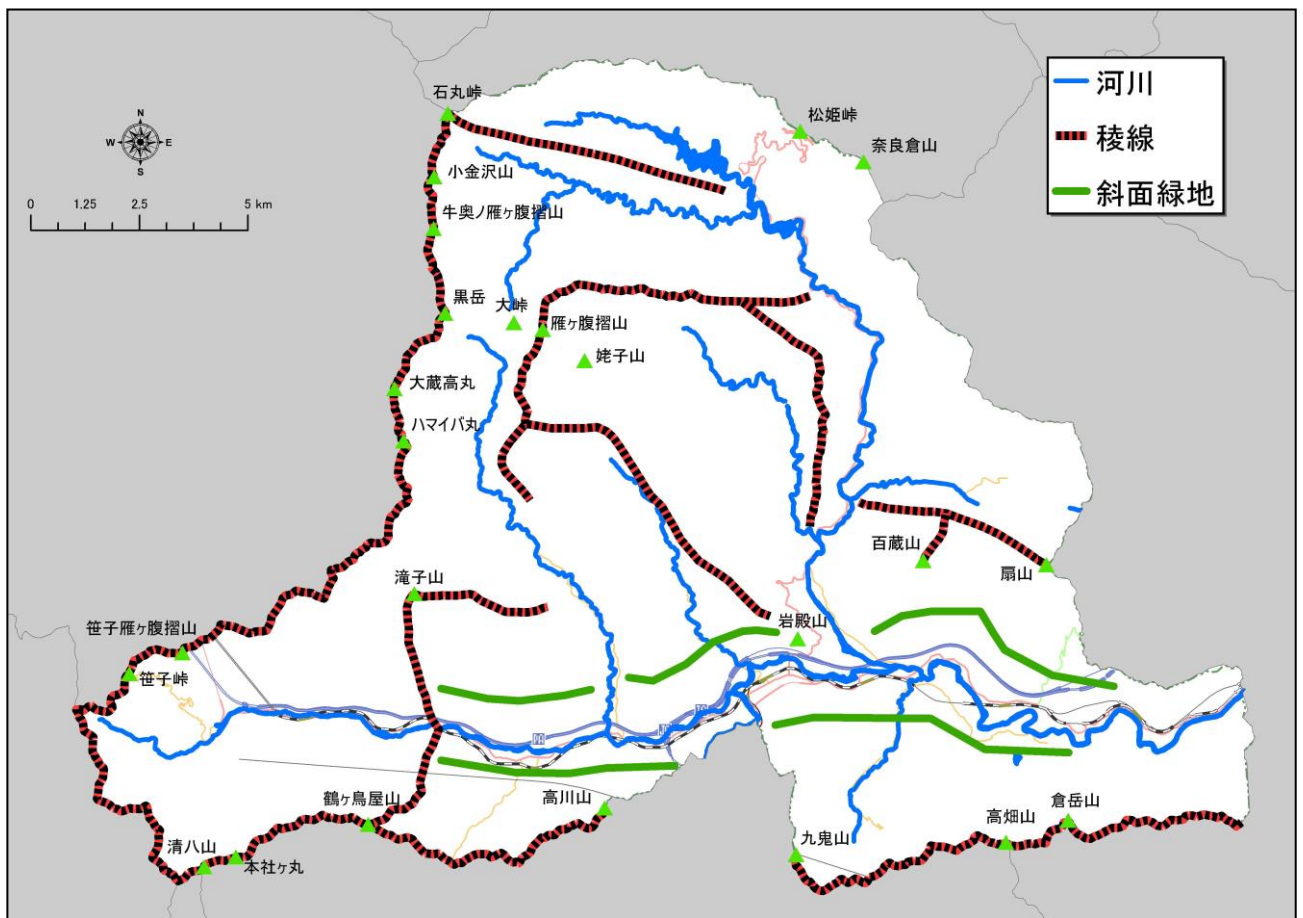 石丸峠
松姫峠
奈良倉山
河川
稜線
斜面緑地
N
W
E
S
小金沢山
0
1.25
2.5
5 km
牛奥ノ雁ヶ腹摺山
黒岳
大峠
雁ヶ腹摺山
姥子山
大蔵高丸
ハマイバ丸
百蔵山
扇山
滝子山
笹子雁ヶ腹摺山
岩殿山
笹子峠
PA
鶴ヶ鳥屋山
高川山
高畑山
倉岳山
九鬼山
清八山
本社ヶ丸